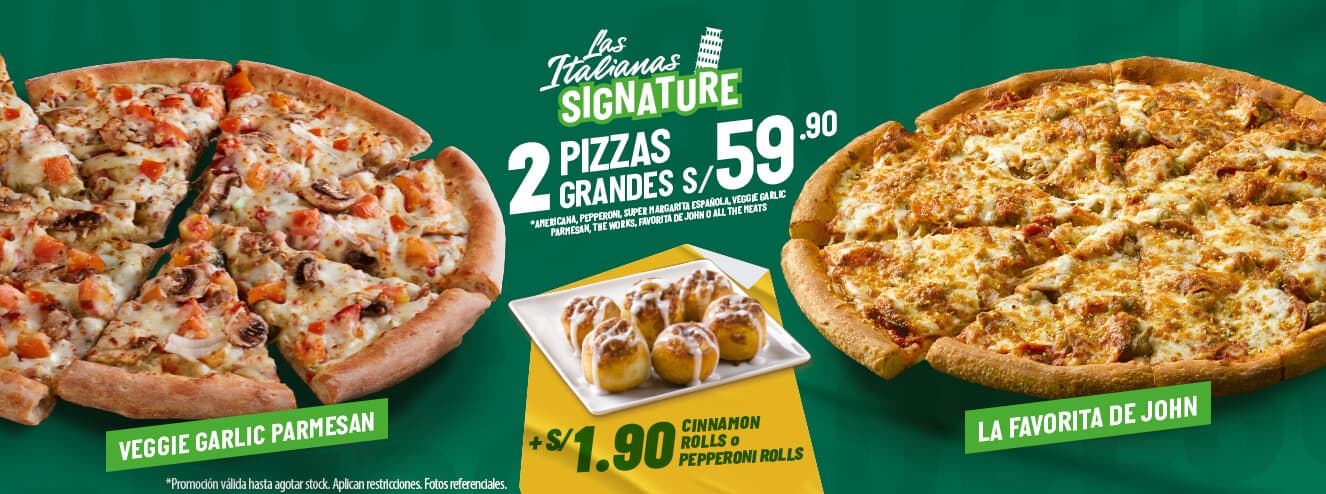 Las
Italianas
SIGNATURE
2 PIZZAS
GRANDES S/59.90
*AMERICANA, PEPPERONI, SUPER MARGARITA ESPAÑOLA, VEGGIE GARLIC
PARMESAN, THE WORKS, FAVORITA DE JOHN O ALL THE MEATS
VEGGIE GARLIC PARMESAN
LA FAVORITA DE JOHN
+S/1.90
CINNAMON
ROLLS o
PEPPERONI ROLLS
*Promoción válida hasta agotar stock. Aplican restricciones. Fotos referenciales.